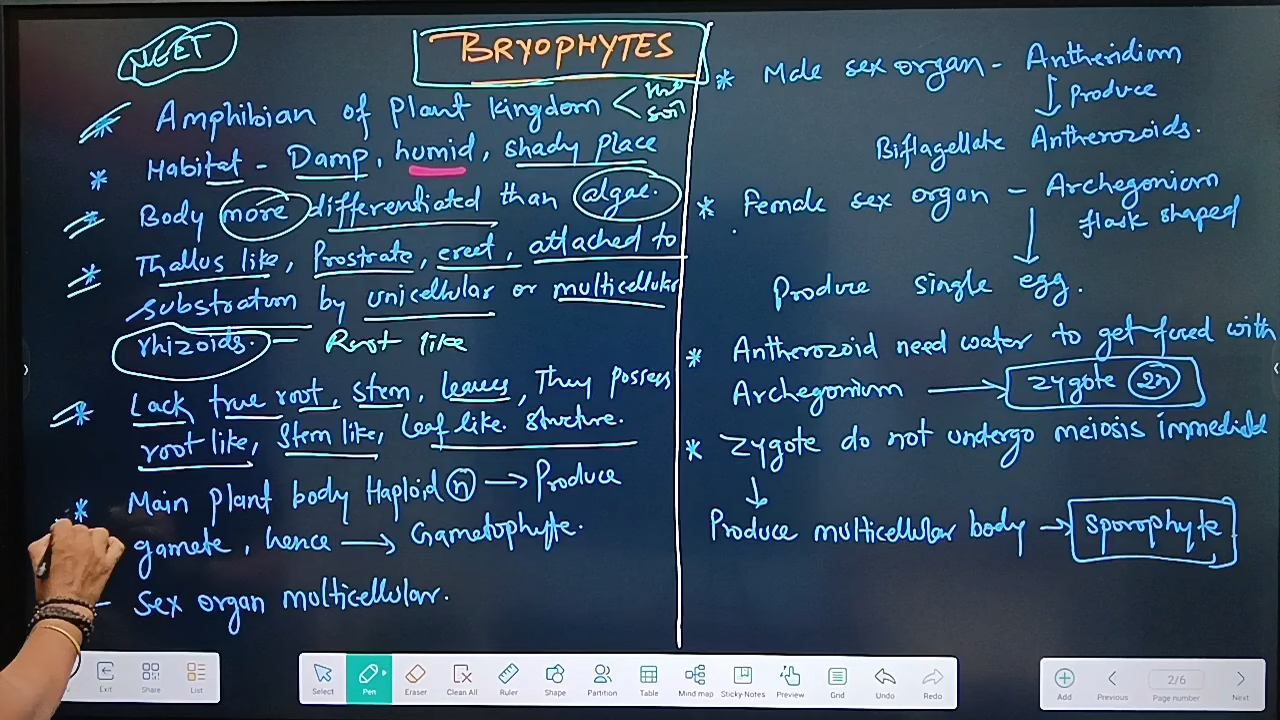 NEET
BRYOPHYTES
* Amphibian of Plant kingdom < H2O
soil
* Habitat - Damp, humid, shady place
* Body more differentiated than algae.
* Thallus like, Prostrate, erect, attached to
substratum by unicellular or multicellular
rhizoids. - Root like
* Lack true root, stem, leaves, They possess
root like, Stem like, Leaf like. structure.
* Main plant body Haploid n → Produce
gamete, hence → Gametophyte.
- Sex organ multicellular.
* Male sex organ - Antheridium
↓ Produce
Biflagellate Antherozoids.
* Female sex organ - Archegonium
↓ flask shaped
Produce single egg.
* Antherozoid need water to get fused with
Archegonium → Zygote 2n
* Zygote do not undergo meiosis
↓
Produce multicellular body → Sporophyte
Exit
Share
List
Select
Pen
Eraser
Clean All
Ruler
Shape
Partition
Table
Mind map
Sticky Notes
Preview
Grid
Undo
Redo
Add
Previous
2/6
Page number
Next